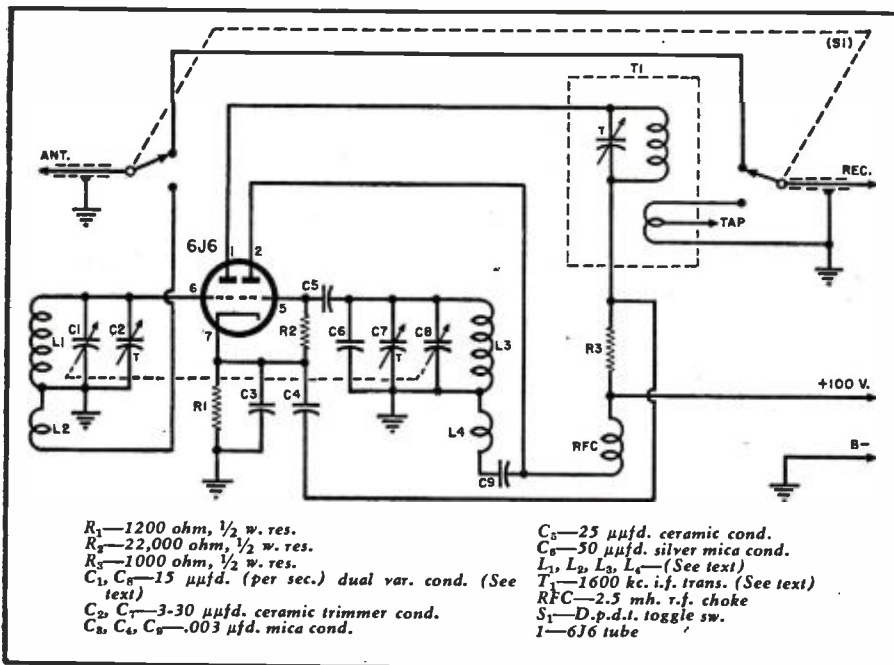 (S1)
T1
ANT.
T
REC.
TAP
6J6
1 2
6
5
7
C5
L1
C1
C2
T
R2
C6
C7
T
C8
L3
R3
L2
R1
C3
C4
L4
C9
RFC
+100 V.
B-
R₁—1200 ohm, ½ w. res.
R₂—22,000 ohm, ½ w. res.
R₃—1000 ohm, ½ w. res.
C₁, C₈—15 μμfd. (per sec.) dual var. cond. (See
text)
C₂, C₇—3-30 μμfd. ceramic trimmer cond.
C₃, C₄, C₉—.003 μfd. mica cond.
C₅—25 μμfd. ceramic cond.
C₆—50 μμfd. silver mica cond.
L₁, L₂, L₃, L₄—(See text)
T₁—1600 kc. i.f. trans. (See text)
RFC—2.5 mh. r.f. choke
S₁—D.p.d.t. toggle sw.
1—6J6 tube